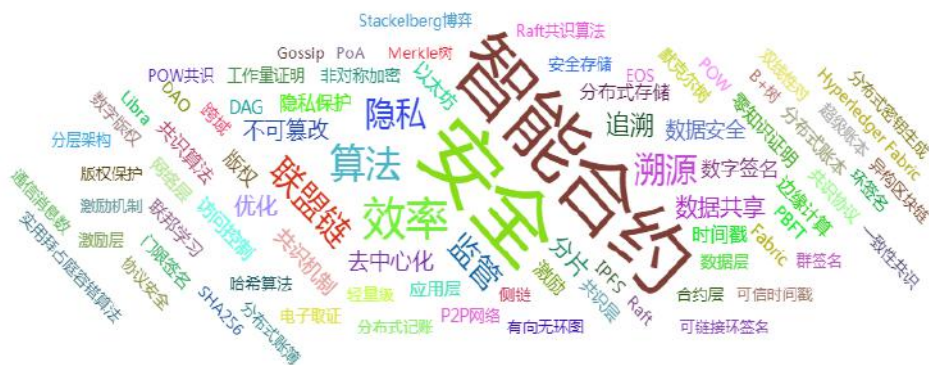 Stackelberg博弈
Raft共识算法
Gossip
PoA
Merkle树
安全存储
默克尔树
双线性对
POW共识
工作量证明
非对称加密
以太坊
智能合约
EOS
POW
B+树
Hyperledger Fabric
分布式密钥生成
Libra
DAO
跨域
DAG
隐私保护
隐私
分布式存储
零知识证明
超级账本
数字版权
不可篡改
追溯
数据安全
分布式账本
分层架构
共识算法
版权
算法
安全
溯源
数字签名
共识协议
环签名
异构区块链
版权保护
网络层
联盟链
边缘计算
激励机制
联邦学习
访问控制
优化
效率
数据共享
PBFT
通信消息数
激励层
门限签名
共识机制
去中心化
监管
分片
时间戳
Fabric
群签名
一致性共识
实用拜占庭容错算法
协议安全
SHA256
哈希算法
轻量级
应用层
侧链
激励
IPFS
共识层
数据层
合约层
可信时间戳
分布式账簿
电子取证
分布式记账
P2P网络
有向无环图
Raft
可链接环签名